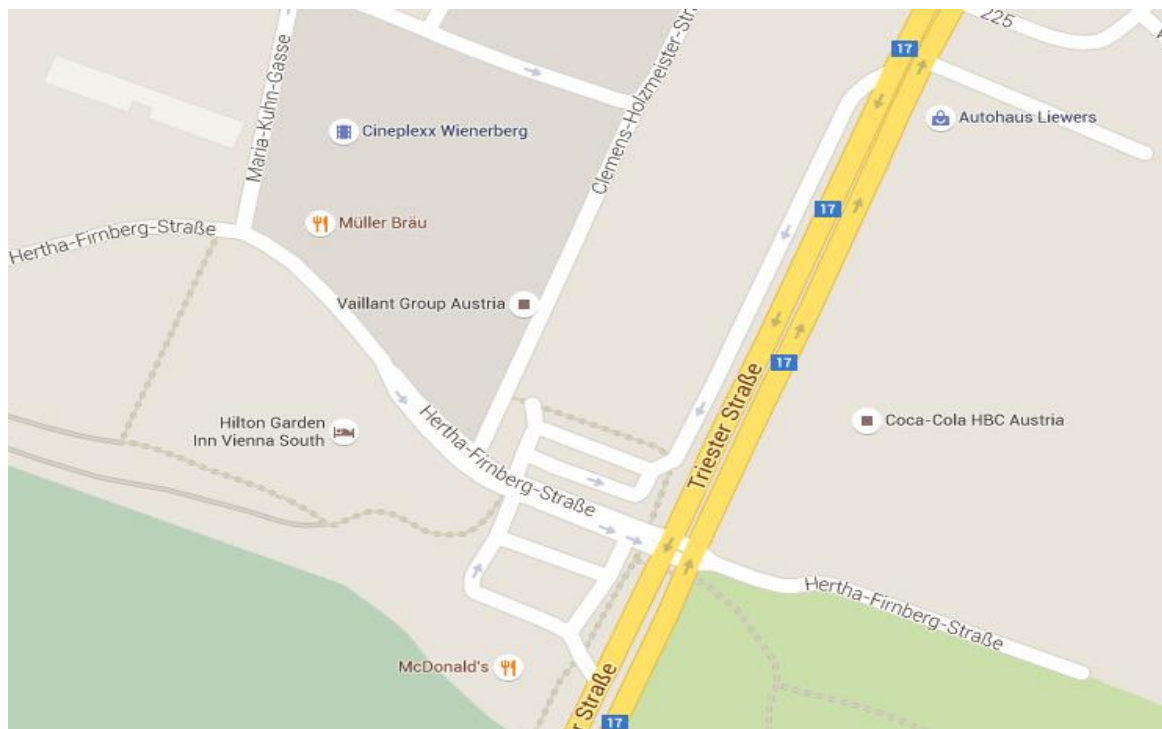 225
17
Maria-Kuhn-Gasse
Clemens-Holzmeister-Stra
Autohaus Liewers
Cineplexx Wienerberg
17
Müller Bräu
Hertha-Firnberg-Straße
Vaillant Group Austria
17
Triester Straße
Hilton Garden
Inn Vienna South
Hertha-Firnberg-Straße
Coca-Cola HBC Austria
Hertha-Firnberg-Straße
McDonald's
r Straße
17